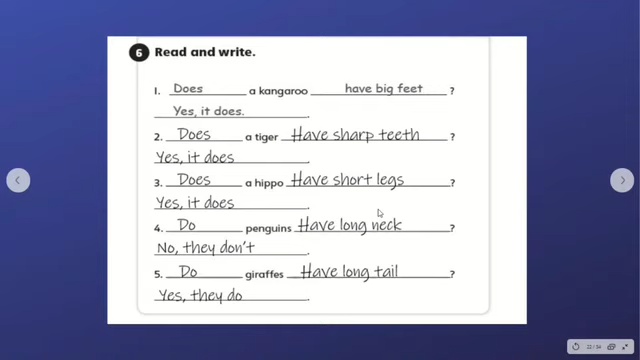 6 Read and write.
1. Does a kangaroo have big feet ?
Yes, it does.
2. Does a tiger Have sharp teeth ?
Yes, it does .
3. Does a hippo Have short legs ?
Yes, it does .
4. Do penguins Have long neck ?
No, they don't .
5. Do giraffes Have long tail ?
Yes, they do .